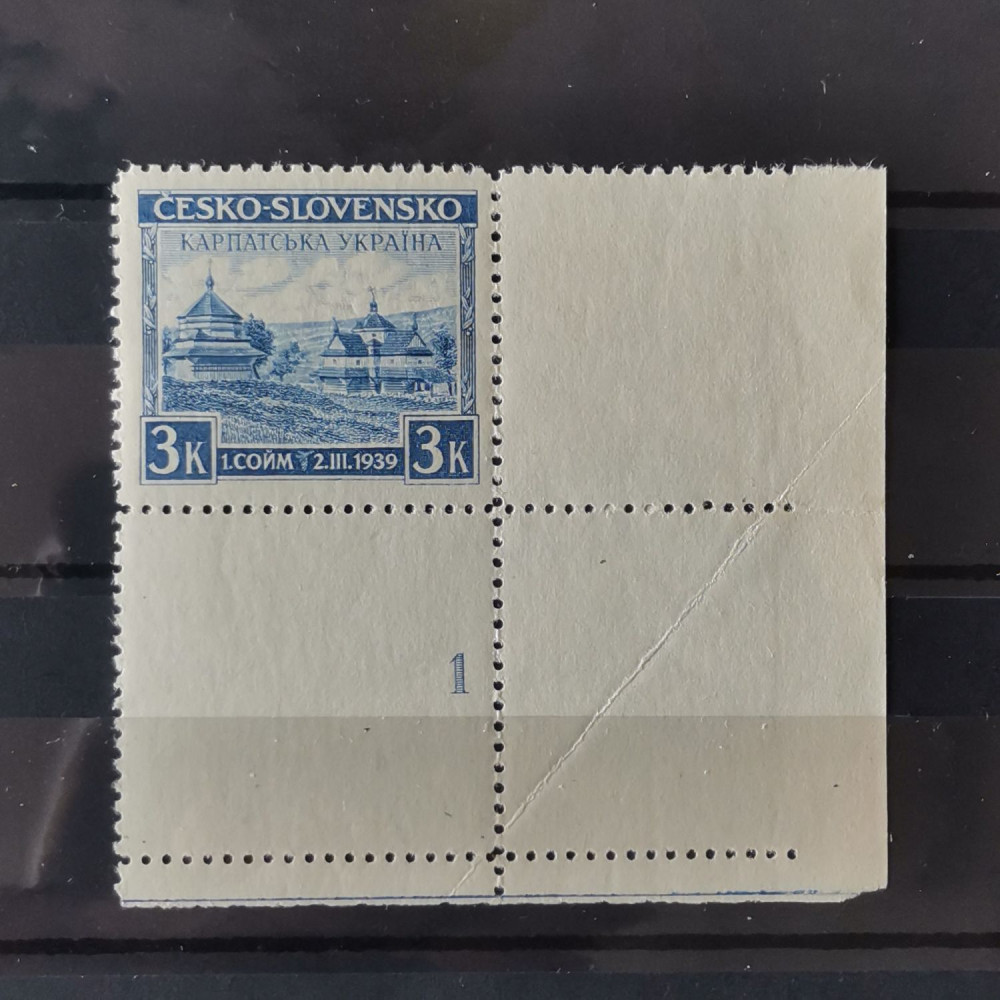 ČESKO-SLOVENSKO
КАРПАТСЬКА УКРАЇНА
3K 1.СОЙМ 2.III.1939 3K
1